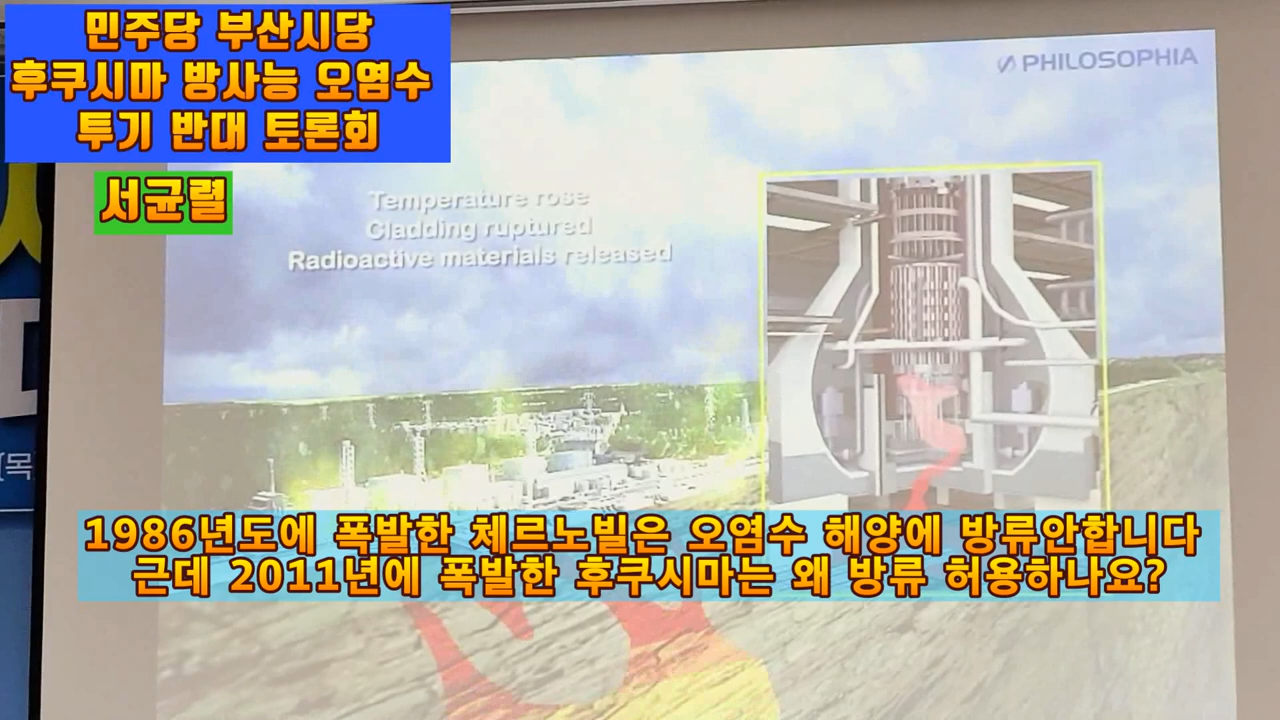 민주당 부산시당
후쿠시마 방사능 오염수
투기 반대 토론회
서균렬
PHILOSOPHIA
Temperature rose
Cladding ruptured
Radioactive materials released
1986년도에 폭발한 체르노빌은 오염수 해양에 방류안합니다
근데 2011년에 폭발한 후쿠시마는 왜 방류 허용하나요?